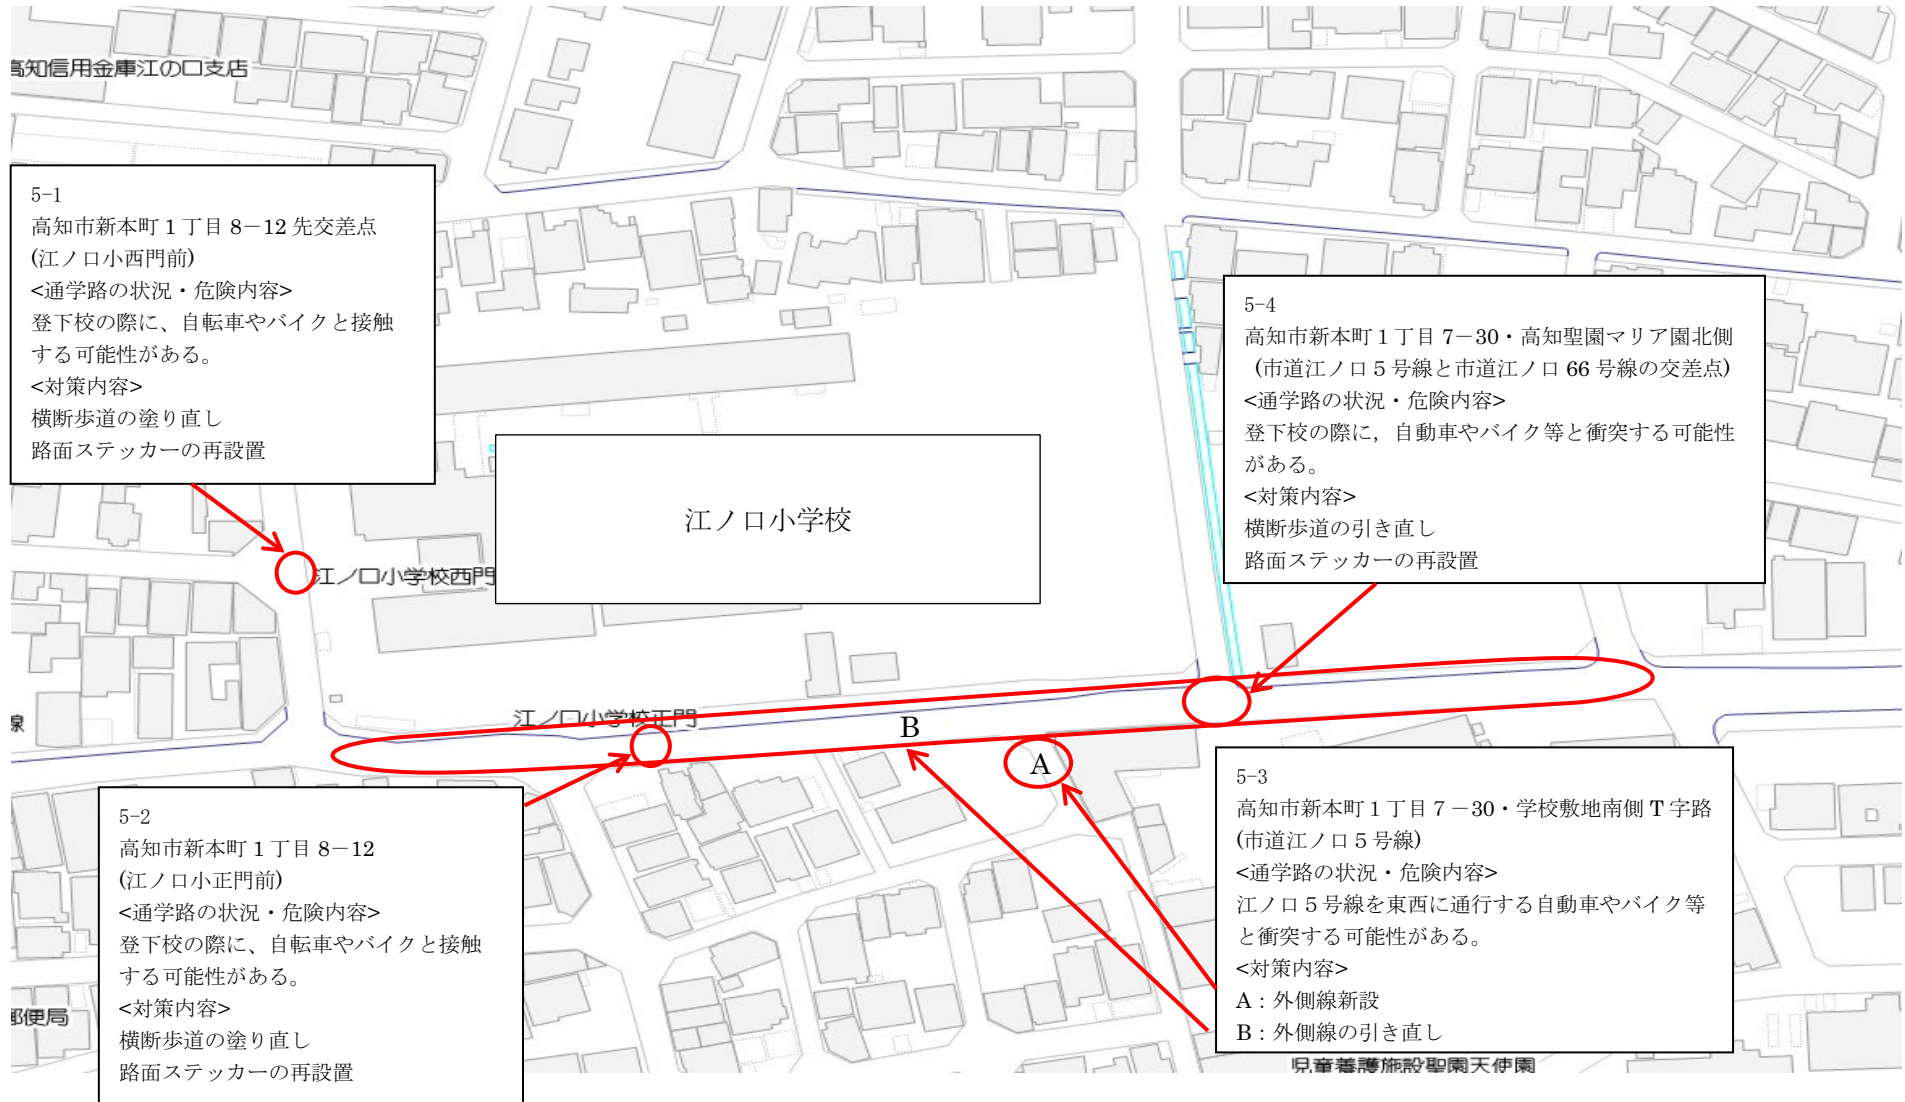 高知信用金庫江の口支店
5-1
高知市新本町1丁目8-12先交差点
(江ノ口小西門前)
<通学路の状況・危険内容>
登下校の際に、自転車やバイクと接触
する可能性がある。
<対策内容>
横断歩道の塗り直し
路面ステッカーの再設置
5-4
高知市新本町1丁目7-30・高知聖園マリア園北側
(市道江ノ口5号線と市道江ノ口66号線の交差点)
<通学路の状況・危険内容>
登下校の際に，自動車やバイク等と衝突する可能性
がある。
<対策内容>
横断歩道の引き直し
路面ステッカーの再設置
江ノ口小学校
江ノ口小学校西門
江ノ口小学校正門
線
B
A
5-2
高知市新本町1丁目8-12
(江ノ口小正門前)
<通学路の状況・危険内容>
登下校の際に、自転車やバイクと接触
する可能性がある。
<対策内容>
横断歩道の塗り直し
路面ステッカーの再設置
5-3
高知市新本町1丁目7-30・学校敷地南側T字路
(市道江ノ口5号線)
<通学路の状況・危険内容>
江ノ口5号線を東西に通行する自動車やバイク等
と衝突する可能性がある。
<対策内容>
A：外側線新設
B：外側線の引き直し
郵便局
児童養護施設聖園天使園